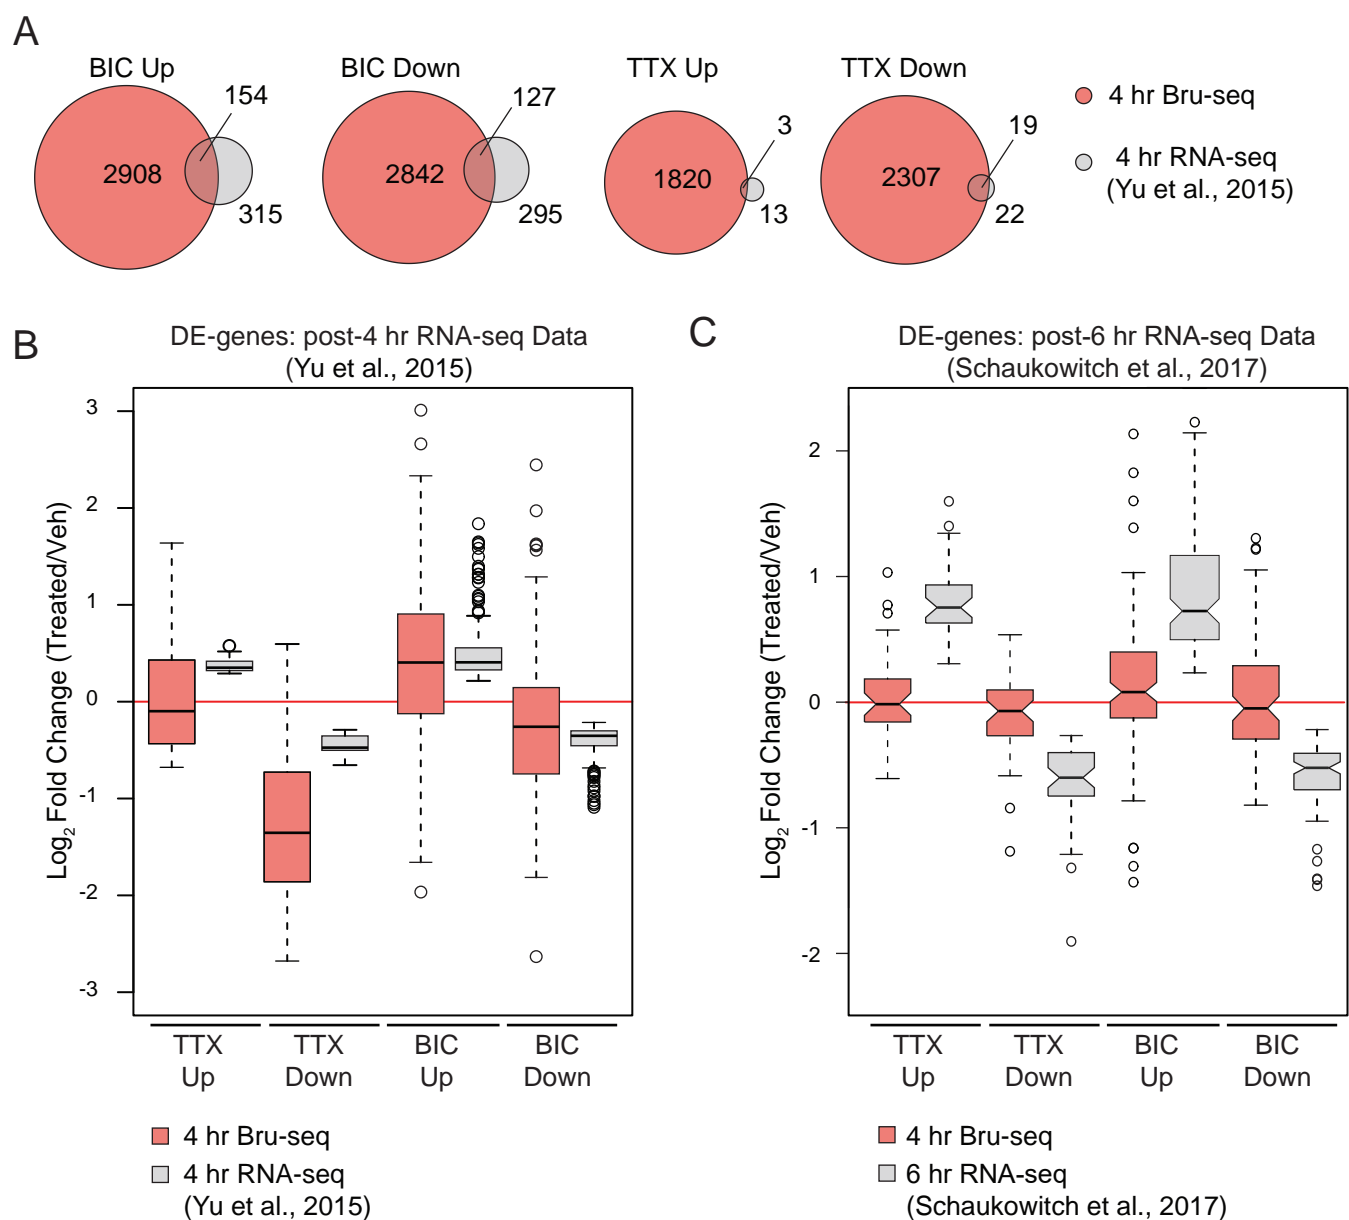 A
BIC Up
BIC Down
TTX Up
TTX Down
154
2908
315
127
2842
295
3
1820
13
19
2307
22
4 hr Bru-seq
4 hr RNA-seq
(Yu et al., 2015)
B
DE-genes: post-4 hr RNA-seq Data
(Yu et al., 2015)
Log2 Fold Change (Treated/Veh)
3
2
1
0
-1
-2
-3
TTX
Up
TTX
Down
BIC
Up
BIC
Down
4 hr Bru-seq
4 hr RNA-seq
(Yu et al., 2015)
C
DE-genes: post-6 hr RNA-seq Data
(Schaukowitch et al., 2017)
Log2 Fold Change (Treated/Veh)
2
1
0
-1
-2
TTX
Up
TTX
Down
BIC
Up
BIC
Down
4 hr Bru-seq
6 hr RNA-seq
(Schaukowitch et al., 2017)